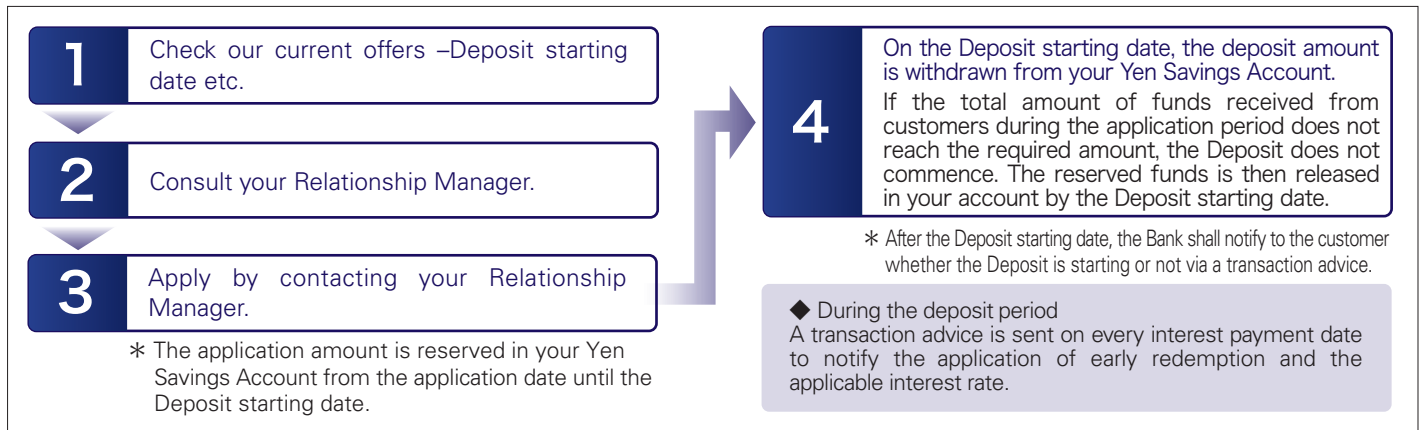 1
Check our current offers –Deposit starting
date etc.
2
Consult your Relationship Manager.
3
Apply by contacting your Relationship
Manager.
* The application amount is reserved in your Yen
Savings Account from the application date until the
Deposit starting date.
4
On the Deposit starting date, the deposit amount
is withdrawn from your Yen Savings Account.
If the total amount of funds received from
customers during the application period does not
reach the required amount, the Deposit does not
commence. The reserved funds is then released
in your account by the Deposit starting date.
* After the Deposit starting date, the Bank shall notify to the customer
whether the Deposit is starting or not via a transaction advice.
◆ During the deposit period
A transaction advice is sent on every interest payment date
to notify the application of early redemption and the
applicable interest rate.